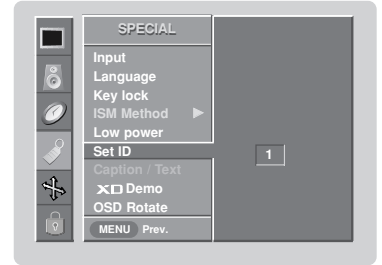 SPECIAL
Input
Language
Key lock
ISM Method ▶
Low power
Set ID
1
Caption / Text
XD Demo
OSD Rotate
MENU Prev.